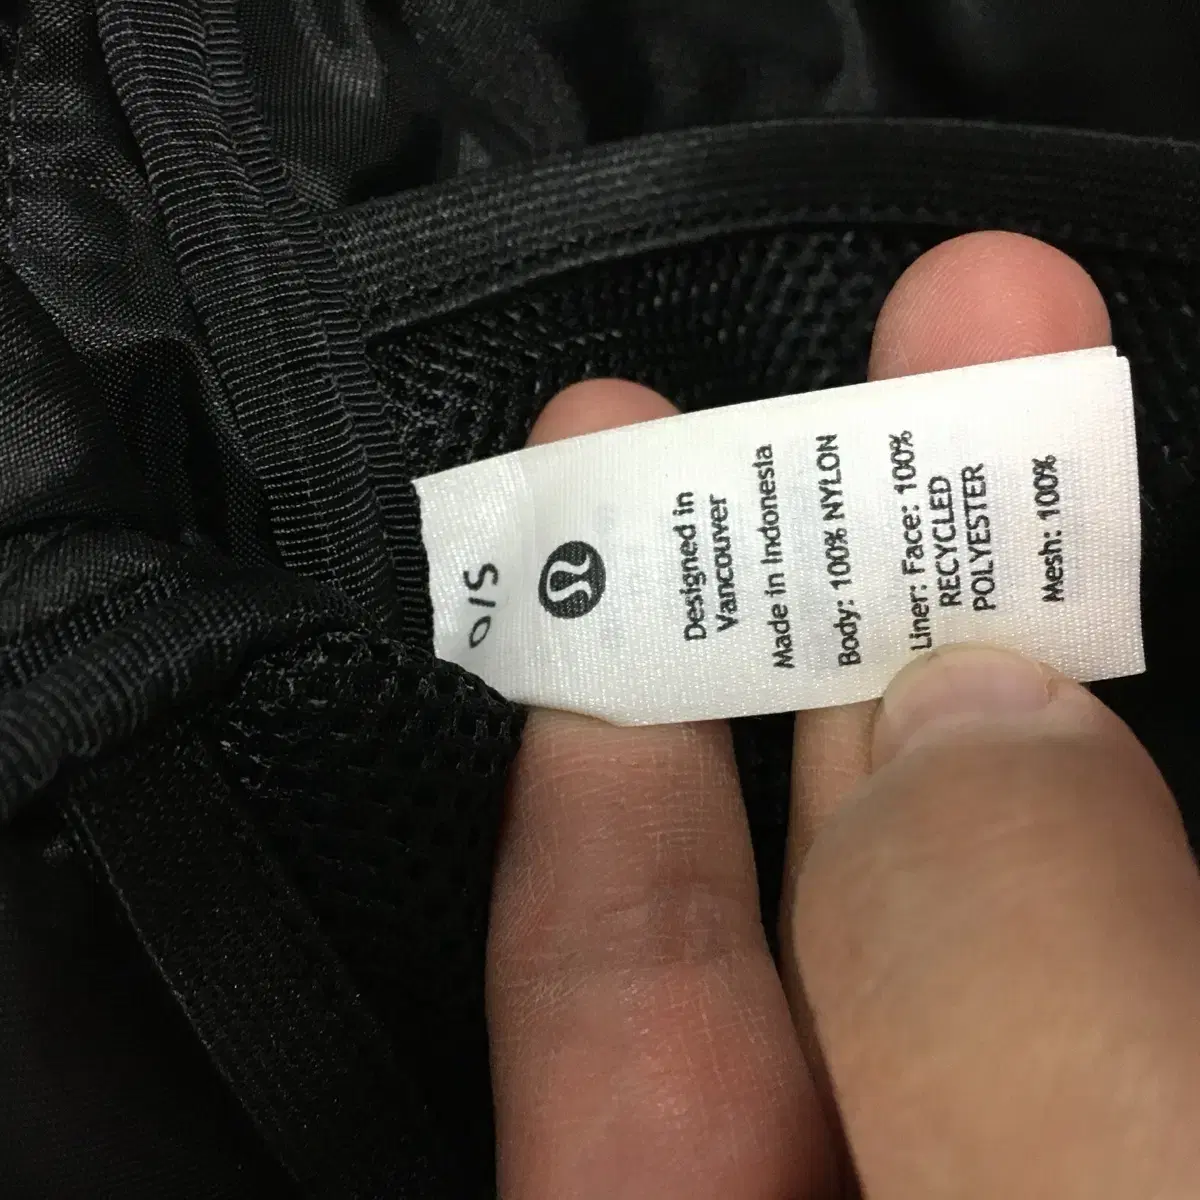 O/S
Designed in
Vancouver
Made in Indonesia
Body: 100% NYLON
Liner: Face: 100%
RECYCLED
POLYESTER
Mesh: 100%